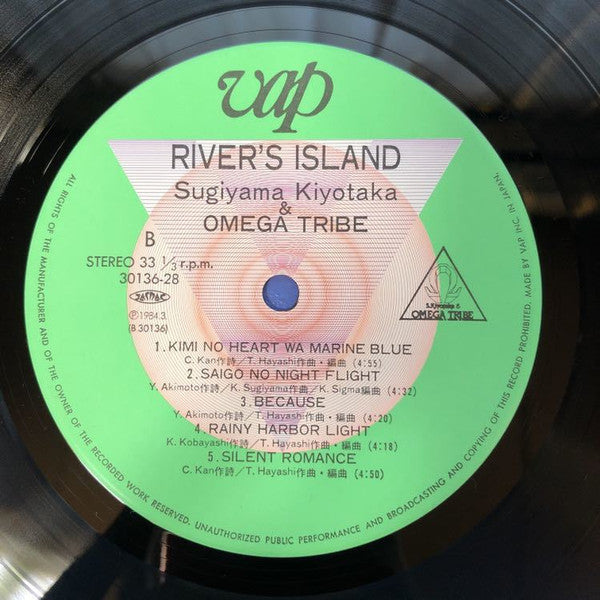 vap
RIVER'S ISLAND
Sugiyama Kiyotaka
&
OMEGA TRIBE
B
STEREO 33 1/3 r.p.m.
30136-28
JASRAC
Ⓟ1984.3
(B 30136)
S.Kiyotaka &
OMEGA TRIBE
1.KIMI NO HEART WA MARINE BLUE
C. Kan作詩/T. Hayashi作曲・編曲 (4:55)
2.SAIGO NO NIGHT FLIGHT
Y. Akimoto作詩/K. Sugiyama作曲/K. Sigma編曲 (4:32)
3.BECAUSE
Y. Akimoto作詩/T. Hayashi作曲・編曲 (4:20)
4.RAINY HARBOR LIGHT
K. Kobayashi作詩/T. Hayashi作曲・編曲 (4:18)
5.SILENT ROMANCE
C. Kan作詩/T. Hayashi作曲・編曲 (4:50)
ALL RIGHTS OF THE MANUFACTURER AND OF THE OWNER OF THE RECORDED WORK RESERVED. UNAUTHORIZED PUBLIC PERFORMANCE AND BROADCASTING AND COPYING OF THIS RECORD PROHIBITED. MADE BY VAP INC IN JAPAN.